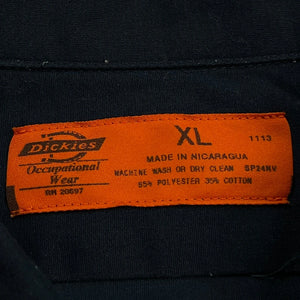 Dickies
Occupational
Wear
RN 20697
XL
1113
MADE IN NICARAGUA
MACHINE WASH OR DRY CLEAN SP24NV
65% POLYESTER 35% COTTON